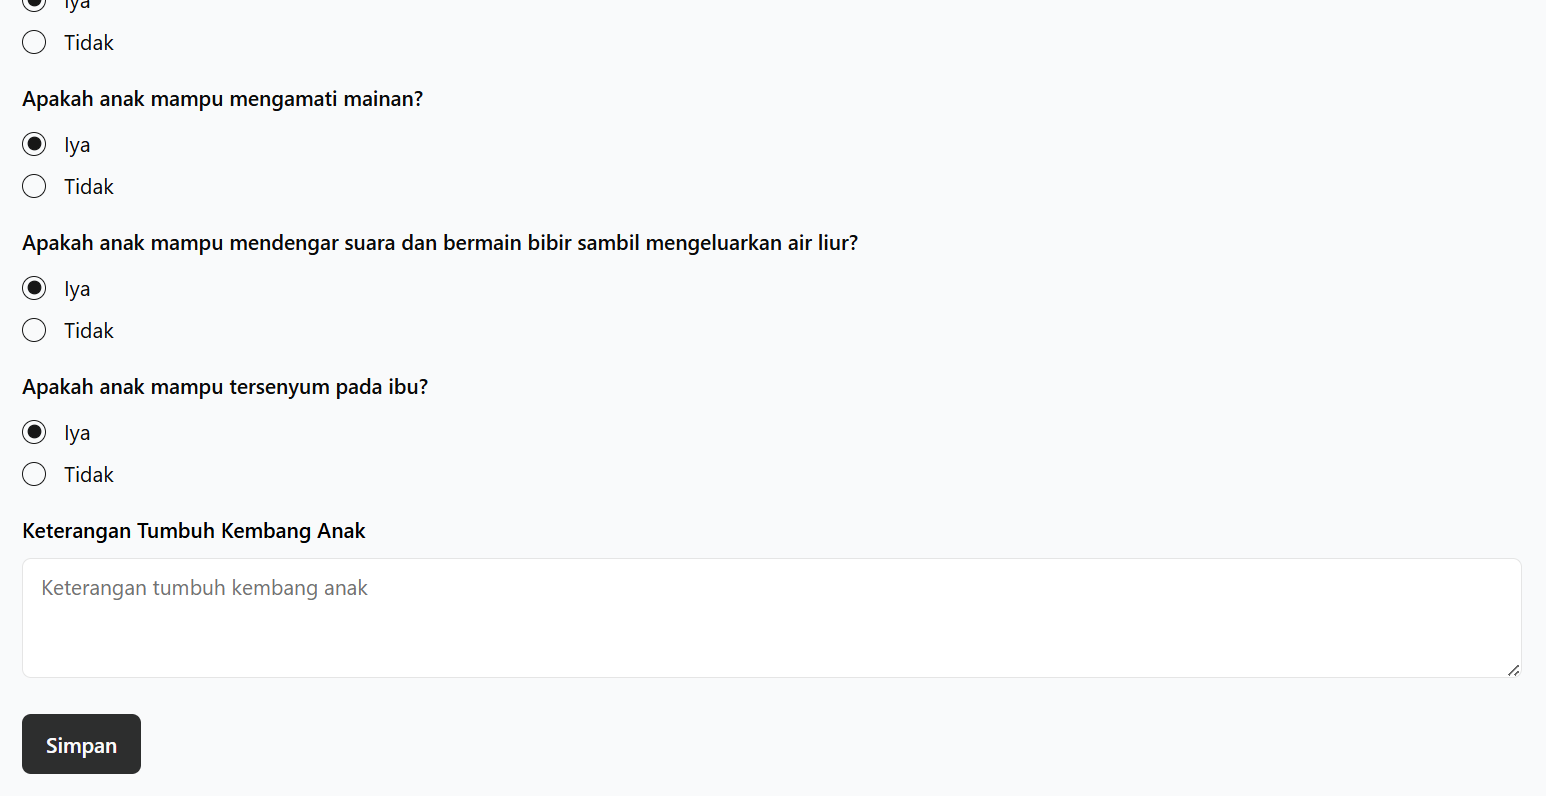 Iya
Tidak
Apakah anak mampu mengamati mainan?
Iya
Tidak
Apakah anak mampu mendengar suara dan bermain bibir sambil mengeluarkan air liur?
Iya
Tidak
Apakah anak mampu tersenyum pada ibu?
Iya
Tidak
Keterangan Tumbuh Kembang Anak
Keterangan tumbuh kembang anak
Simpan